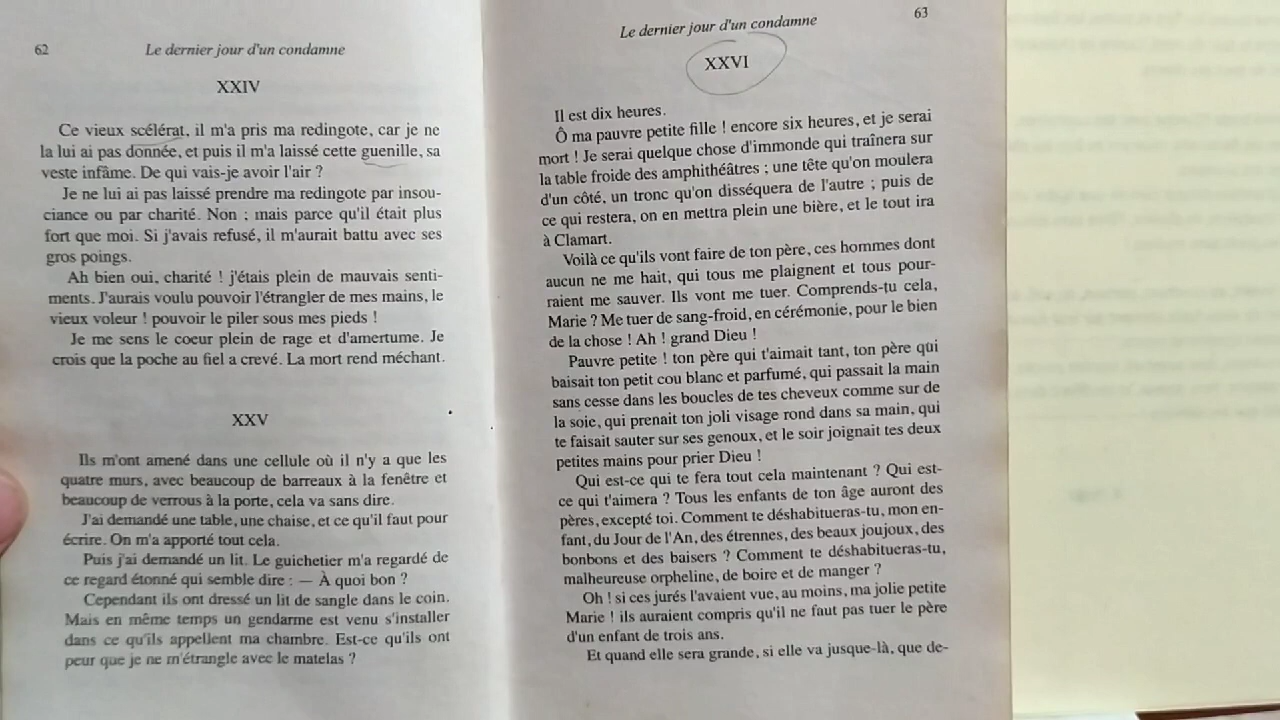 62
Le dernier jour d'un condamne
XXIV
Ce vieux scélérat, il m'a pris ma redingote, car je ne
la lui ai pas donnée, et puis il m'a laissé cette guenille, sa
veste infâme. De qui vais-je avoir l'air ?
Je ne lui ai pas laissé prendre ma redingote par insou-
ciance ou par charité. Non ; mais parce qu'il était plus
fort que moi. Si j'avais refusé, il m'aurait battu avec ses
gros poings.
Ah bien oui, charité ! j'étais plein de mauvais senti-
ments. J'aurais voulu pouvoir l'étrangler de mes mains, le
vieux voleur ! pouvoir le piler sous mes pieds !
Je me sens le coeur plein de rage et d'amertume. Je
crois que la poche au fiel a crevé. La mort rend méchant.
XXV
Ils m'ont amené dans une cellule où il n'y a que les
quatre murs, avec beaucoup de barreaux à la fenêtre et
beaucoup de verrous à la porte, cela va sans dire.
J'ai demandé une table, une chaise, et ce qu'il faut pour
écrire. On m'a apporté tout cela.
Puis j'ai demandé un lit. Le guichetier m'a regardé de
ce regard étonné qui semble dire : — À quoi bon ?
Cependant ils ont dressé un lit de sangle dans le coin.
Mais en même temps un gendarme est venu s'installer
dans ce qu'ils appellent ma chambre. Est-ce qu'ils ont
peur que je ne m'étrangle avec le matelas ?
Le dernier jour d'un condamne
63
XXVI
Il est dix heures.
Ô ma pauvre petite fille ! encore six heures, et je serai
mort ! Je serai quelque chose d'immonde qui traînera sur
la table froide des amphithéâtres ; une tête qu'on moulera
d'un côté, un tronc qu'on disséquera de l'autre ; puis de
ce qui restera, on en mettra plein une bière, et le tout ira
à Clamart.
Voilà ce qu'ils vont faire de ton père, ces hommes dont
aucun ne me hait, qui tous me plaignent et tous pour-
raient me sauver. Ils vont me tuer. Comprends-tu cela,
Marie ? Me tuer de sang-froid, en cérémonie, pour le bien
de la chose ! Ah ! grand Dieu !
Pauvre petite ! ton père qui t'aimait tant, ton père qui
baisait ton petit cou blanc et parfumé, qui passait la main
sans cesse dans les boucles de tes cheveux comme sur de
la soie, qui prenait ton joli visage rond dans sa main, qui
te faisait sauter sur ses genoux, et le soir joignait tes deux
petites mains pour prier Dieu !
Qui est-ce qui te fera tout cela maintenant ? Qui est-
ce qui t'aimera ? Tous les enfants de ton âge auront des
pères, excepté toi. Comment te déshabitueras-tu, mon en-
fant, du Jour de l'An, des étrennes, des beaux joujoux, des
bonbons et des baisers ? Comment te déshabitueras-tu,
malheureuse orpheline, de boire et de manger ?
Oh ! si ces jurés l'avaient vue, au moins, ma jolie petite
Marie ! ils auraient compris qu'il ne faut pas tuer le père
d'un enfant de trois ans.
Et quand elle sera grande, si elle va jusque-là, que de-